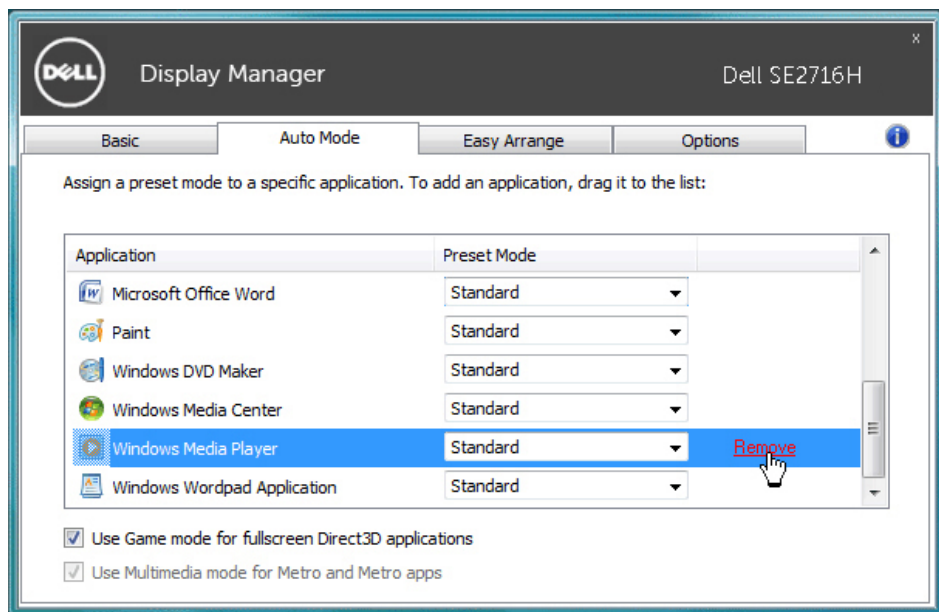 x
DELL Display Manager Dell SE2716H
Basic Auto Mode Easy Arrange Options i
Assign a preset mode to a specific application. To add an application, drag it to the list:
Application Preset Mode
W Microsoft Office Word Standard
Paint Standard
Windows DVD Maker Standard
Windows Media Center Standard
Windows Media Player Standard Remove
Windows Wordpad Application Standard
Use Game mode for fullscreen Direct3D applications
Use Multimedia mode for Metro and Metro apps